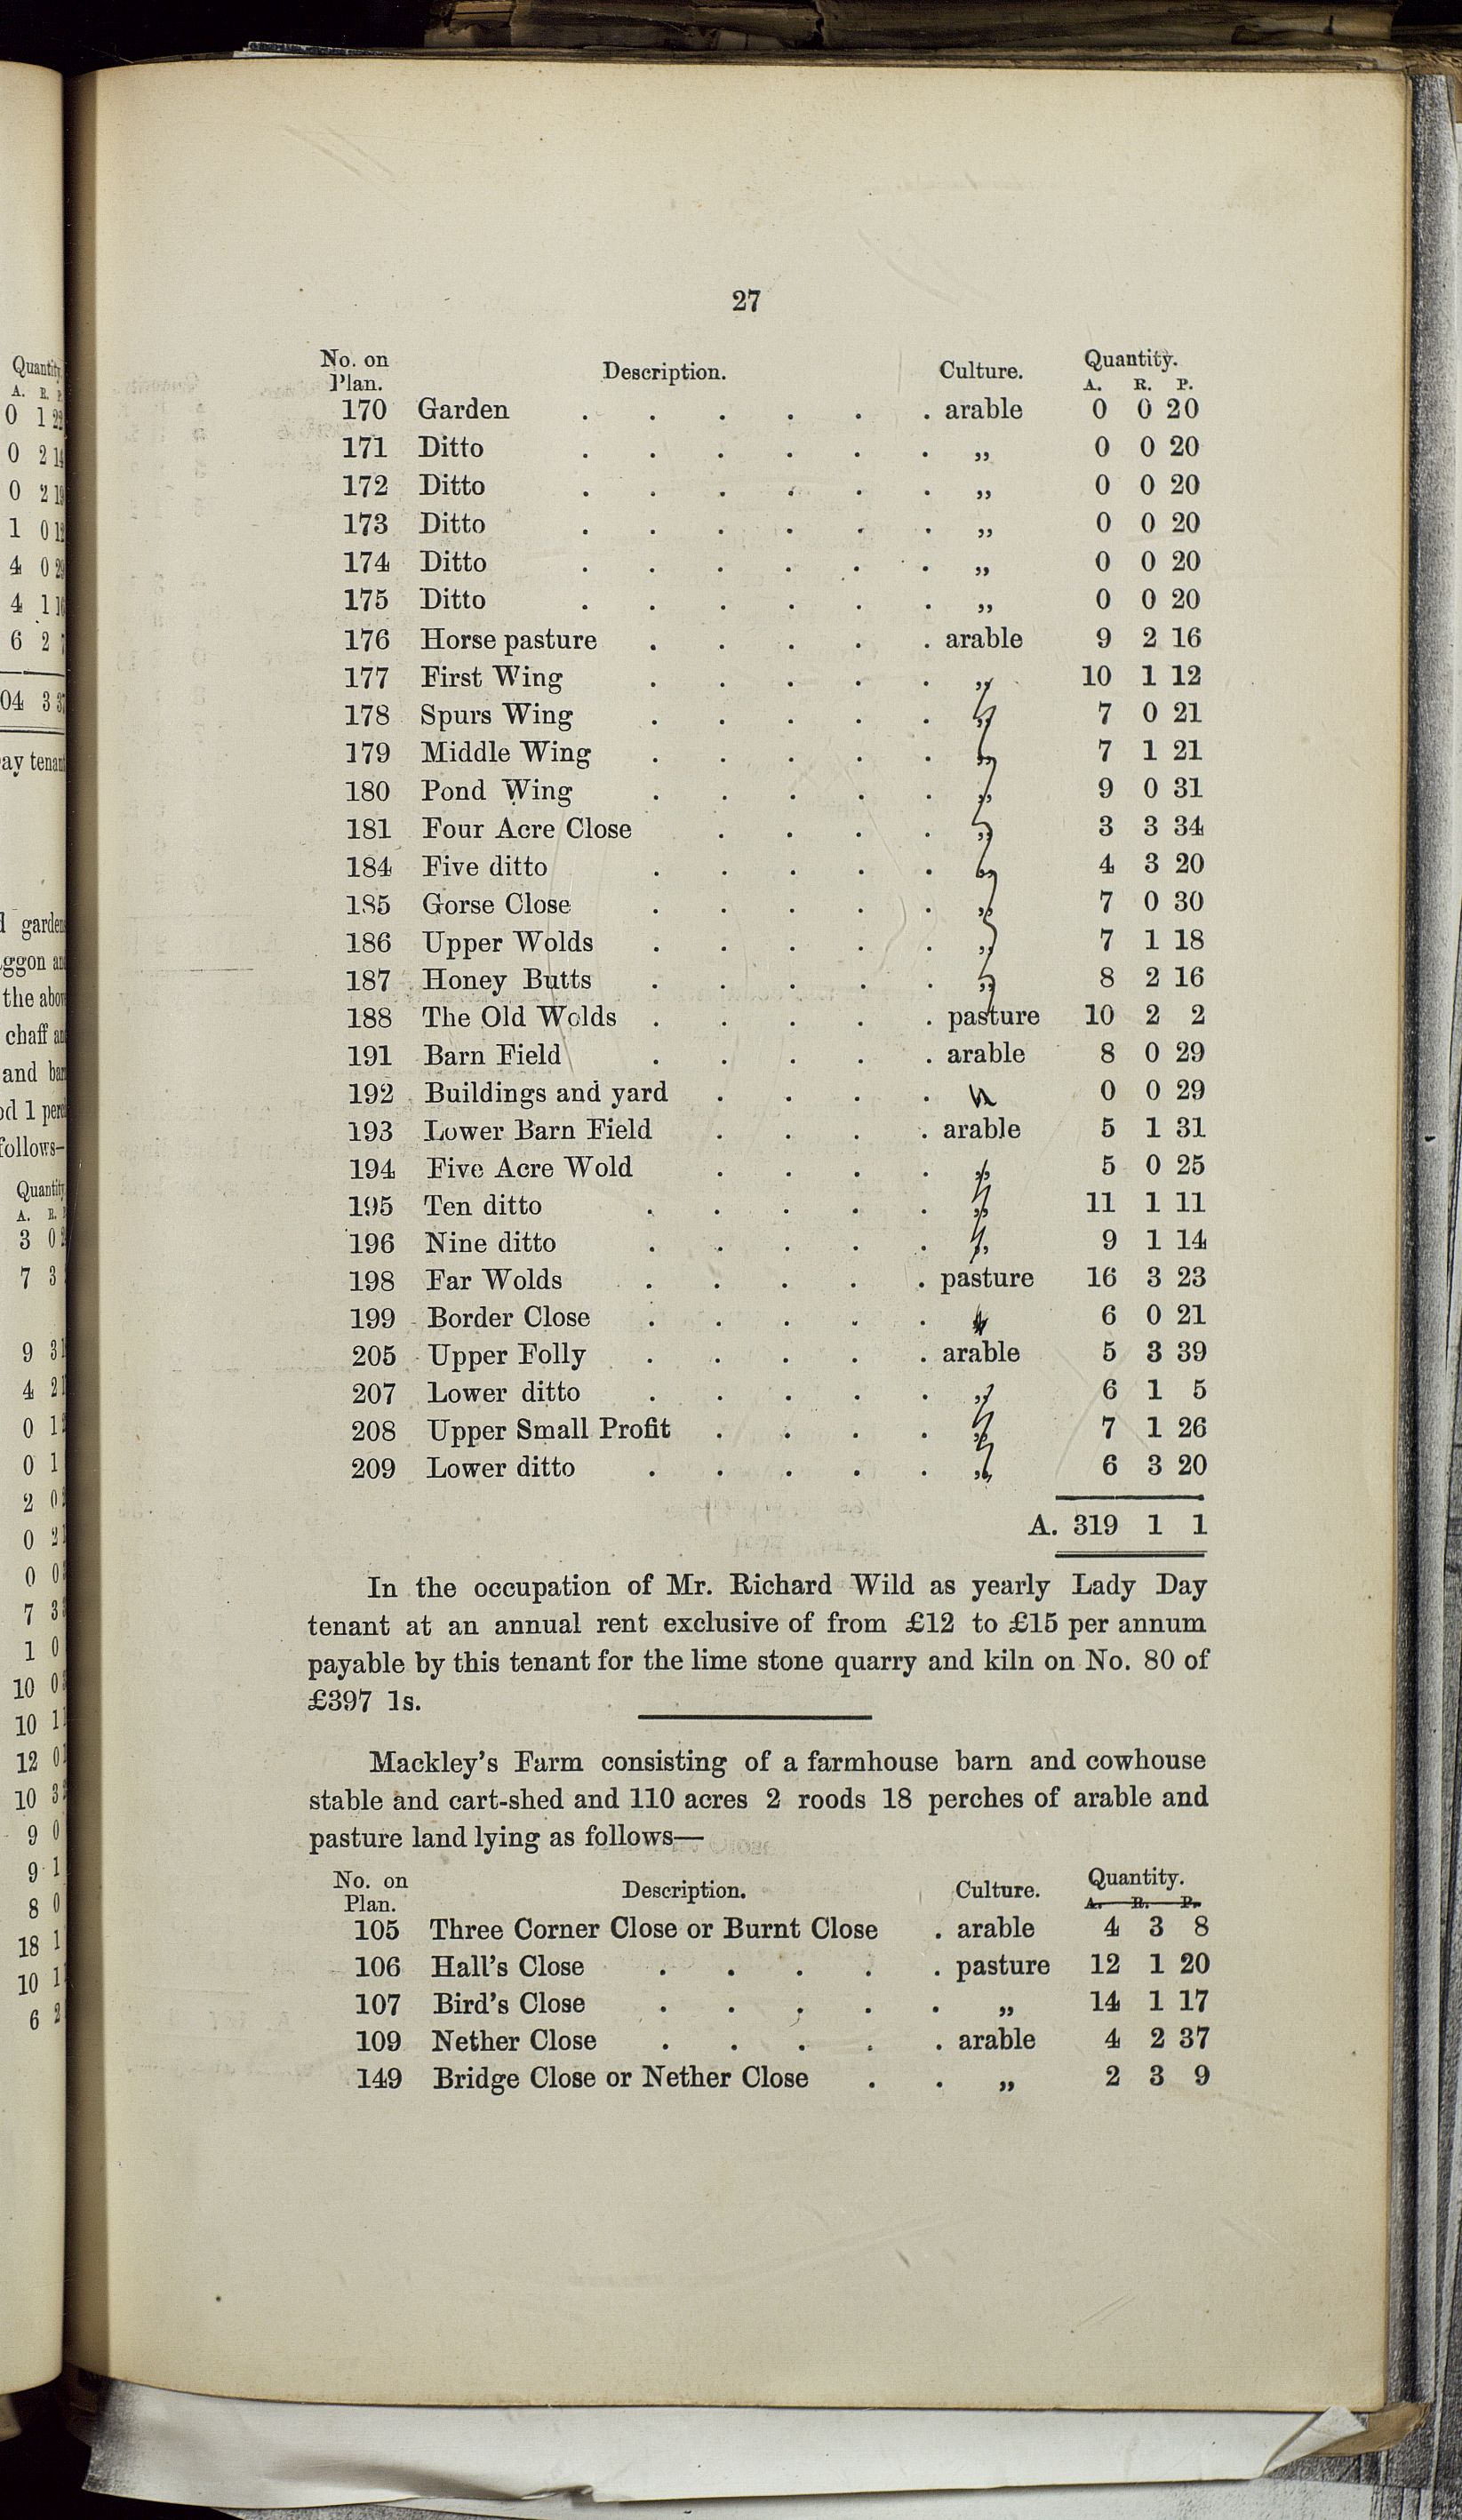 27
No. on Plan. Description. Culture. Quantity.
A. R. P.
170 Garden . . . . . . arable 0 0 20
171 Ditto . . . . . . „ 0 0 20
172 Ditto . . . . . . „ 0 0 20
173 Ditto . . . . . . „ 0 0 20
174 Ditto . . . . . . „ 0 0 20
175 Ditto . . . . . . „ 0 0 20
176 Horse pasture . . . . . arable 9 2 16
177 First Wing . . . . . „ 10 1 12
178 Spurs Wing . . . . . „ 7 0 21
179 Middle Wing . . . . . „ 7 1 21
180 Pond Wing . . . . . „ 9 0 31
181 Four Acre Close . . . . „ 3 3 34
184 Five ditto . . . . . „ 4 3 20
185 Gorse Close . . . . . „ 7 0 30
186 Upper Wolds . . . . . „ 7 1 18
187 Honey Butts . . . . . „ 8 2 16
188 The Old Wolds . . . . . pasture 10 2 2
191 Barn Field . . . . . arable 8 0 29
192 Buildings and yard . . . . 0 0 29
193 Lower Barn Field . . . . arable 5 1 31
194 Five Acre Wold . . . . „ 5 0 25
195 Ten ditto . . . . . „ 11 1 11
196 Nine ditto . . . . . „ 9 1 14
198 Far Wolds . . . . . pasture 16 3 23
199 Border Close . . . . . „ 6 0 21
205 Upper Folly . . . . . arable 5 3 39
207 Lower ditto . . . . . „ 6 1 5
208 Upper Small Profit . . . . „ 7 1 26
209 Lower ditto . . . . . „ 6 3 20
A. 319 1 1
In the occupation of Mr. Richard Wild as yearly Lady Day
tenant at an annual rent exclusive of from £12 to £15 per annum
payable by this tenant for the lime stone quarry and kiln on No. 80 of
£397 1s.
Mackley's Farm consisting of a farmhouse barn and cowhouse
stable and cart-shed and 110 acres 2 roods 18 perches of arable and
pasture land lying as follows—
No. on Plan. Description. Culture. Quantity.
A. R. P.
105 Three Corner Close or Burnt Close . arable 4 3 8
106 Hall's Close . . . . . pasture 12 1 20
107 Bird's Close . . . . . „ 14 1 17
109 Nether Close . . . . . arable 4 2 37
149 Bridge Close or Nether Close . . „ 2 3 9